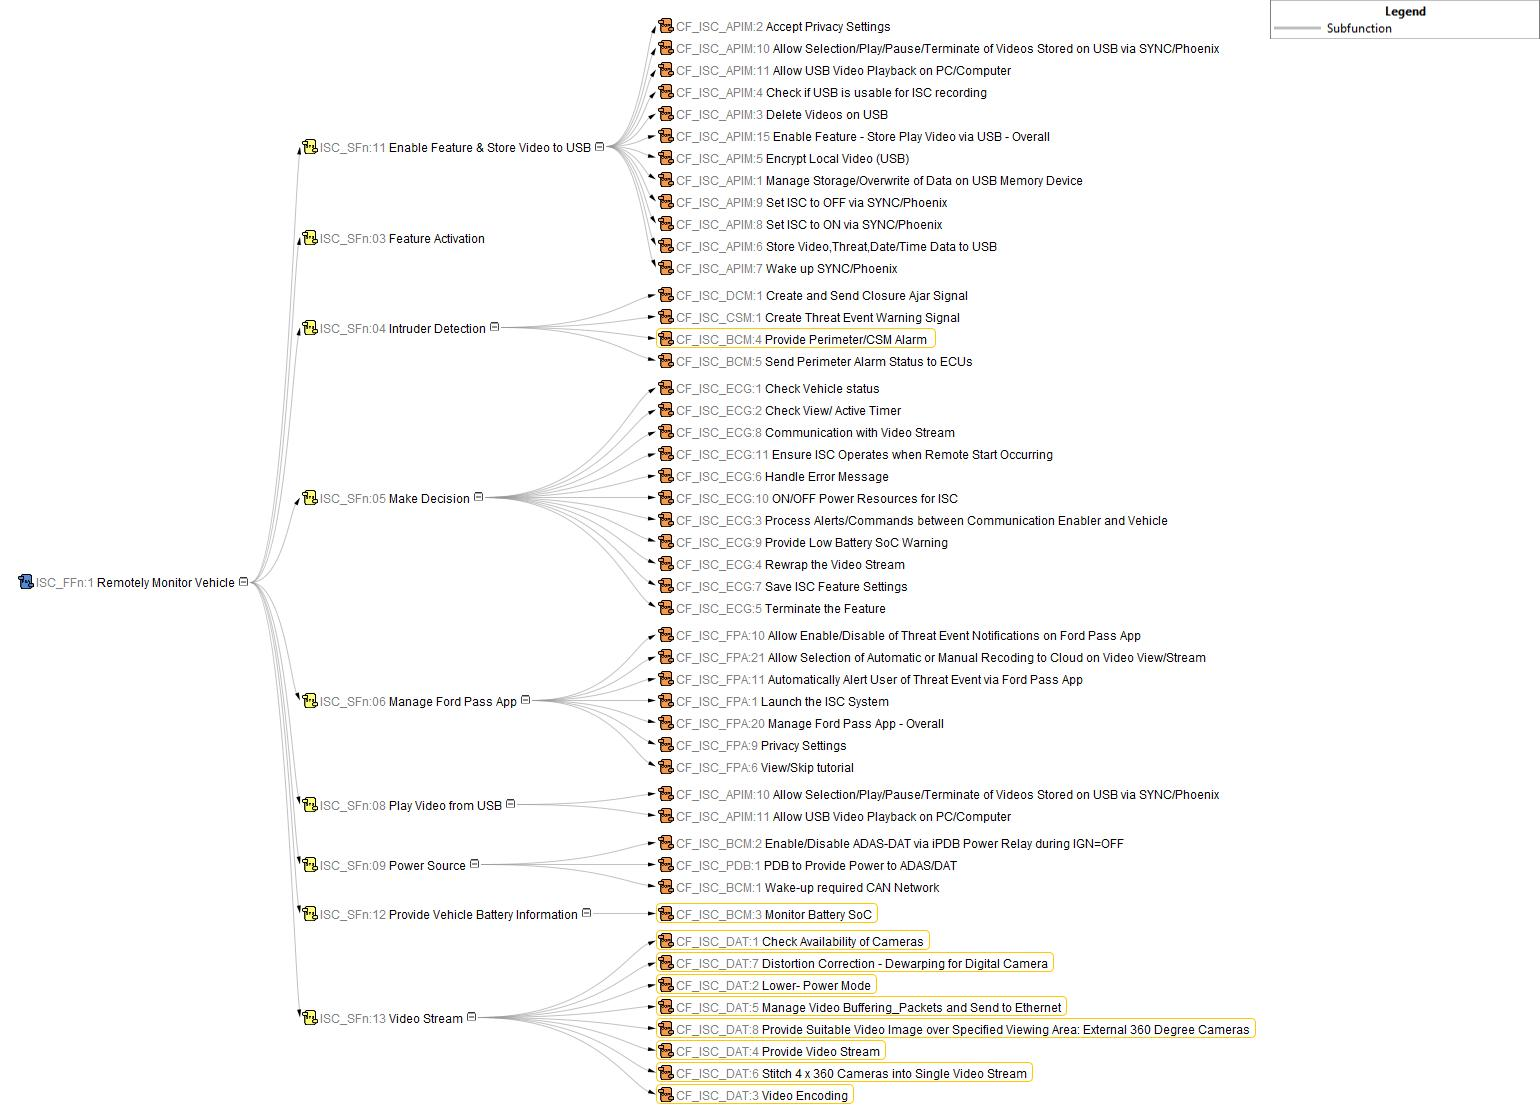 Legend
Subfunction
CF_ISC_APIM:2 Accept Privacy Settings
CF_ISC_APIM:10 Allow Selection/Play/Pause/Terminate of Videos Stored on USB via SYNC/Phoenix
CF_ISC_APIM:11 Allow USB Video Playback on PC/Computer
CF_ISC_APIM:4 Check if USB is usable for ISC recording
CF_ISC_APIM:3 Delete Videos on USB
CF_ISC_APIM:15 Enable Feature - Store Play Video via USB - Overall
ISC_SFn:11 Enable Feature & Store Video to USB
CF_ISC_APIM:5 Encrypt Local Video (USB)
CF_ISC_APIM:1 Manage Storage/Overwrite of Data on USB Memory Device
CF_ISC_APIM:9 Set ISC to OFF via SYNC/Phoenix
CF_ISC_APIM:8 Set ISC to ON via SYNC/Phoenix
CF_ISC_APIM:6 Store Video,Threat,Date/Time Data to USB
CF_ISC_APIM:7 Wake up SYNC/Phoenix
ISC_SFn:03 Feature Activation
ISC_SFn:04 Intruder Detection
CF_ISC_DCM:1 Create and Send Closure Ajar Signal
CF_ISC_CSM:1 Create Threat Event Warning Signal
CF_ISC_BCM:4 Provide Perimeter/CSM Alarm
CF_ISC_BCM:5 Send Perimeter Alarm Status to ECUs
ISC_SFn:05 Make Decision
CF_ISC_ECG:1 Check Vehicle status
CF_ISC_ECG:2 Check View/ Active Timer
CF_ISC_ECG:8 Communication with Video Stream
CF_ISC_ECG:11 Ensure ISC Operates when Remote Start Occurring
CF_ISC_ECG:6 Handle Error Message
CF_ISC_ECG:10 ON/OFF Power Resources for ISC
CF_ISC_ECG:3 Process Alerts/Commands between Communication Enabler and Vehicle
CF_ISC_ECG:9 Provide Low Battery SoC Warning
CF_ISC_ECG:4 Rewrap the Video Stream
CF_ISC_ECG:7 Save ISC Feature Settings
CF_ISC_ECG:5 Terminate the Feature
ISC_FFn:1 Remotely Monitor Vehicle
ISC_SFn:06 Manage Ford Pass App
CF_ISC_FPA:10 Allow Enable/Disable of Threat Event Notifications on Ford Pass App
CF_ISC_FPA:21 Allow Selection of Automatic or Manual Recoding to Cloud on Video View/Stream
CF_ISC_FPA:11 Automatically Alert User of Threat Event via Ford Pass App
CF_ISC_FPA:1 Launch the ISC System
CF_ISC_FPA:20 Manage Ford Pass App - Overall
CF_ISC_FPA:9 Privacy Settings
CF_ISC_FPA:6 View/Skip tutorial
ISC_SFn:08 Play Video from USB
CF_ISC_APIM:10 Allow Selection/Play/Pause/Terminate of Videos Stored on USB via SYNC/Phoenix
CF_ISC_APIM:11 Allow USB Video Playback on PC/Computer
ISC_SFn:09 Power Source
CF_ISC_BCM:2 Enable/Disable ADAS-DAT via iPDB Power Relay during IGN=OFF
CF_ISC_PDB:1 PDB to Provide Power to ADAS/DAT
CF_ISC_BCM:1 Wake-up required CAN Network
ISC_SFn:12 Provide Vehicle Battery Information
CF_ISC_BCM:3 Monitor Battery SoC
ISC_SFn:13 Video Stream
CF_ISC_DAT:1 Check Availability of Cameras
CF_ISC_DAT:7 Distortion Correction - Dewarping for Digital Camera
CF_ISC_DAT:2 Lower- Power Mode
CF_ISC_DAT:5 Manage Video Buffering_Packets and Send to Ethernet
CF_ISC_DAT:8 Provide Suitable Video Image over Specified Viewing Area: External 360 Degree Cameras
CF_ISC_DAT:4 Provide Video Stream
CF_ISC_DAT:6 Stitch 4 x 360 Cameras into Single Video Stream
CF_ISC_DAT:3 Video Encoding